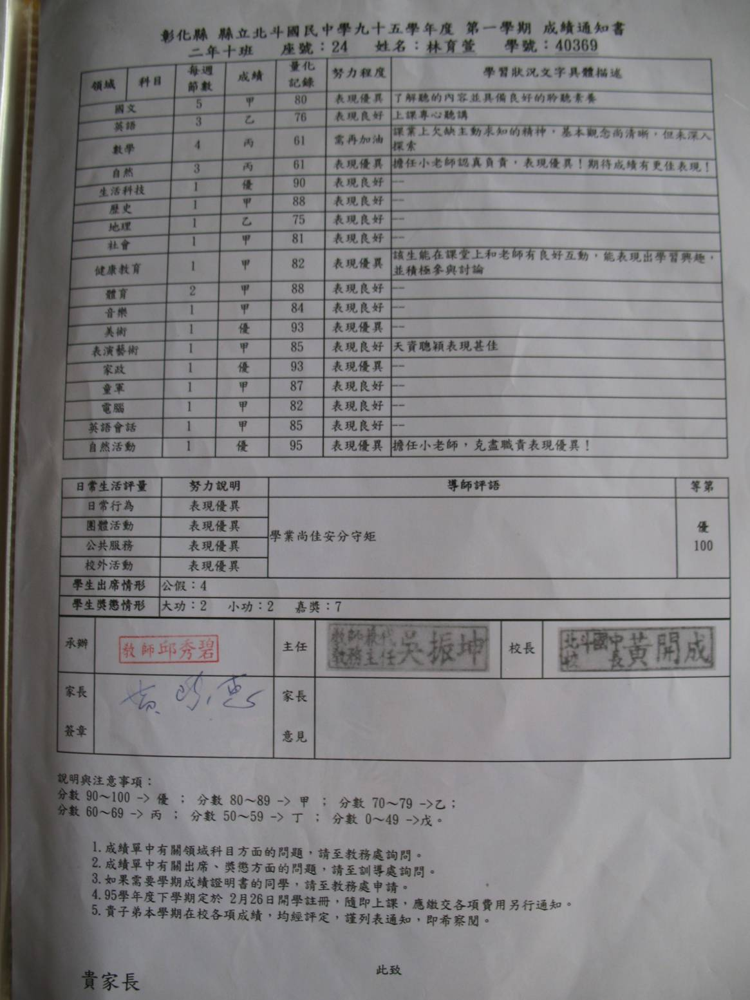 彰化縣 縣立北斗國民中學九十五學年度 第一學期 成績通知書
二年十班 座號：24 姓名：林育萱 學號：40369
領域 科目 每週節數 成績 量化記錄 努力程度 學習狀況文字具體描述
國文 5 甲 80 表現優異 了解聽的內容並具備良好的聆聽素養
英語 3 乙 76 表現良好 上課專心聽講
數學 4 丙 61 需再加油 課業上欠缺主動求知的精神，基本觀念尚清晰，但未深入探索
自然 3 丙 61 表現優異 擔任小老師認真負責，表現優異！期待成績有更佳表現！
生活科技 1 優 90 表現良好 --
歷史 1 甲 88 表現良好 --
地理 1 乙 75 表現良好 --
社會 1 甲 81 表現良好 --
健康教育 1 甲 82 表現優異 該生能在課堂上和老師有良好互動，能表現出學習興趣，並積極參與討論
體育 2 甲 88 表現良好 --
音樂 1 甲 84 表現良好 --
美術 1 優 93 表現優異 --
表演藝術 1 甲 85 表現良好 天資聰穎表現甚佳
家政 1 優 93 表現優異 --
童軍 1 甲 87 表現良好 --
電腦 1 甲 82 表現良好 --
英語會話 1 甲 85 表現良好 --
自然活動 1 優 95 表現優異 擔任小老師，克盡職責表現優異！
日常生活評量 努力說明 導師評語 等第
日常行為 表現優異
團體活動 表現優異
公共服務 表現優異
校外活動 表現優異
學業尚佳安分守矩
優
100
學生出席情形 公假：4
學生獎懲情形 大功：2 小功：2 嘉獎：7
承辦 教師邱秀碧 主任 教師兼代教務主任吳振坤 校長 北斗國中校長黃開成
家長簽章 黃 家長意見
說明與注意事項：
分數 90～100 -> 優 ； 分數 80～89 -> 甲 ； 分數 70～79 ->乙；
分數 60～69 -> 丙 ； 分數 50～59 -> 丁 ； 分數 0～49 ->戊。
1.成績單中有關領域科目方面的問題，請至教務處詢問。
2.成績單中有關出席、獎懲方面的問題，請至訓導處詢問。
3.如果需要學期成績證明書的同學，請至教務處申請。
4.95學年度下學期定於 2月26日開學註冊，隨即上課，應繳交各項費用另行通知。
5.貴子弟本學期在校各項成績，均經評定，謹列表通知，即希察閱。
此致
貴家長